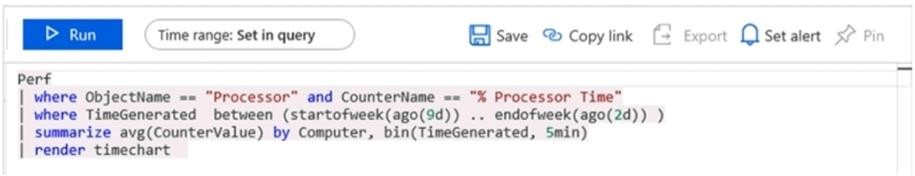 Run Time range: Set in query Save Copy link Export Set alert Pin
Perf
| where ObjectName == "Processor" and CounterName == "% Processor Time"
| where TimeGenerated  between (startofweek(ago(9d)) .. endofweek(ago(2d)) )
| summarize avg(CounterValue) by Computer, bin(TimeGenerated, 5min)
| render timechart